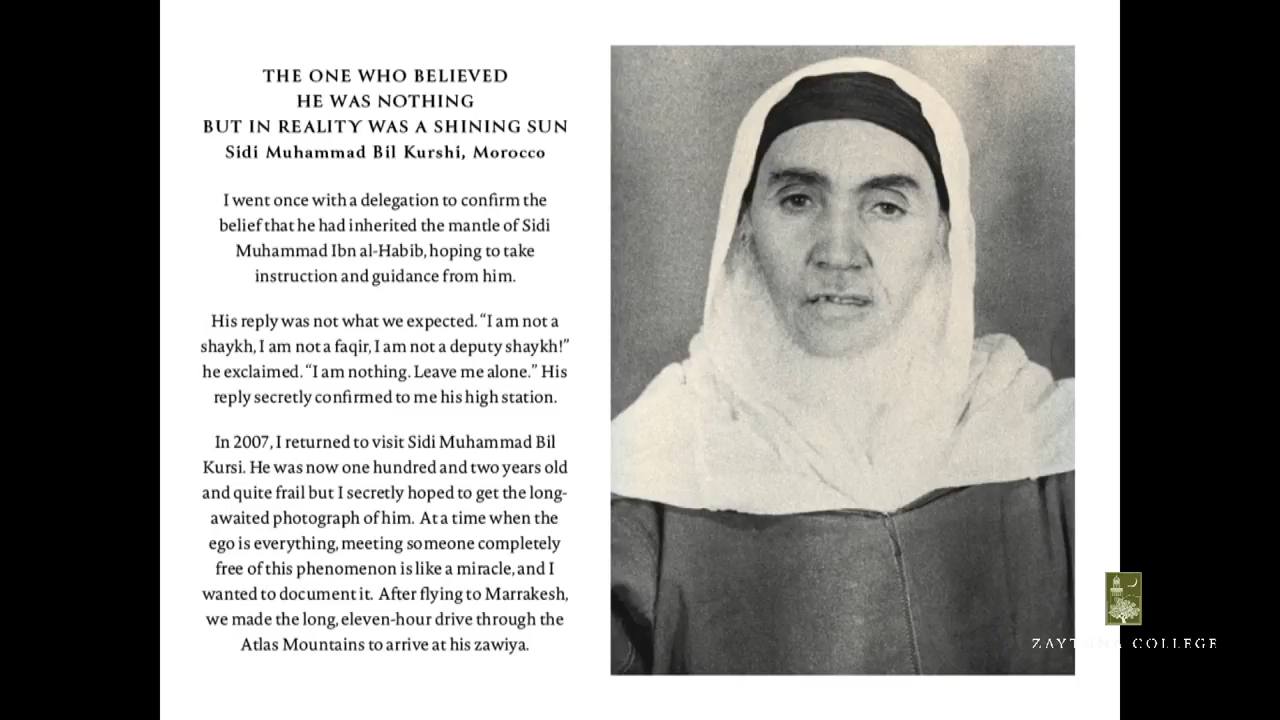 THE ONE WHO BELIEVED
HE WAS NOTHING
BUT IN REALITY WAS A SHINING SUN
Sidi Muhammad Bil Kurshi, Morocco
I went once with a delegation to confirm the
belief that he had inherited the mantle of Sidi
Muhammad Ibn al-Habib, hoping to take
instruction and guidance from him.
His reply was not what we expected. “I am not a
shaykh, I am not a faqir, I am not a deputy shaykh!”
he exclaimed. “I am nothing. Leave me alone.” His
reply secretly confirmed to me his high station.
In 2007, I returned to visit Sidi Muhammad Bil
Kursi. He was now one hundred and two years old
and quite frail but I secretly hoped to get the long-
awaited photograph of him. At a time when the
ego is everything, meeting someone completely
free of this phenomenon is like a miracle, and I
wanted to document it. After flying to Marrakesh,
we made the long, eleven-hour drive through the
Atlas Mountains to arrive at his zawiya.
ZAYTUNA COLLEGE